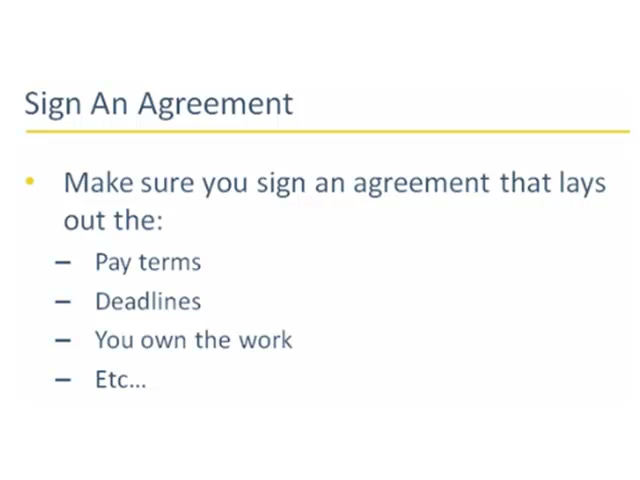 Sign An Agreement
• Make sure you sign an agreement that lays
out the:
– Pay terms
– Deadlines
– You own the work
– Etc...